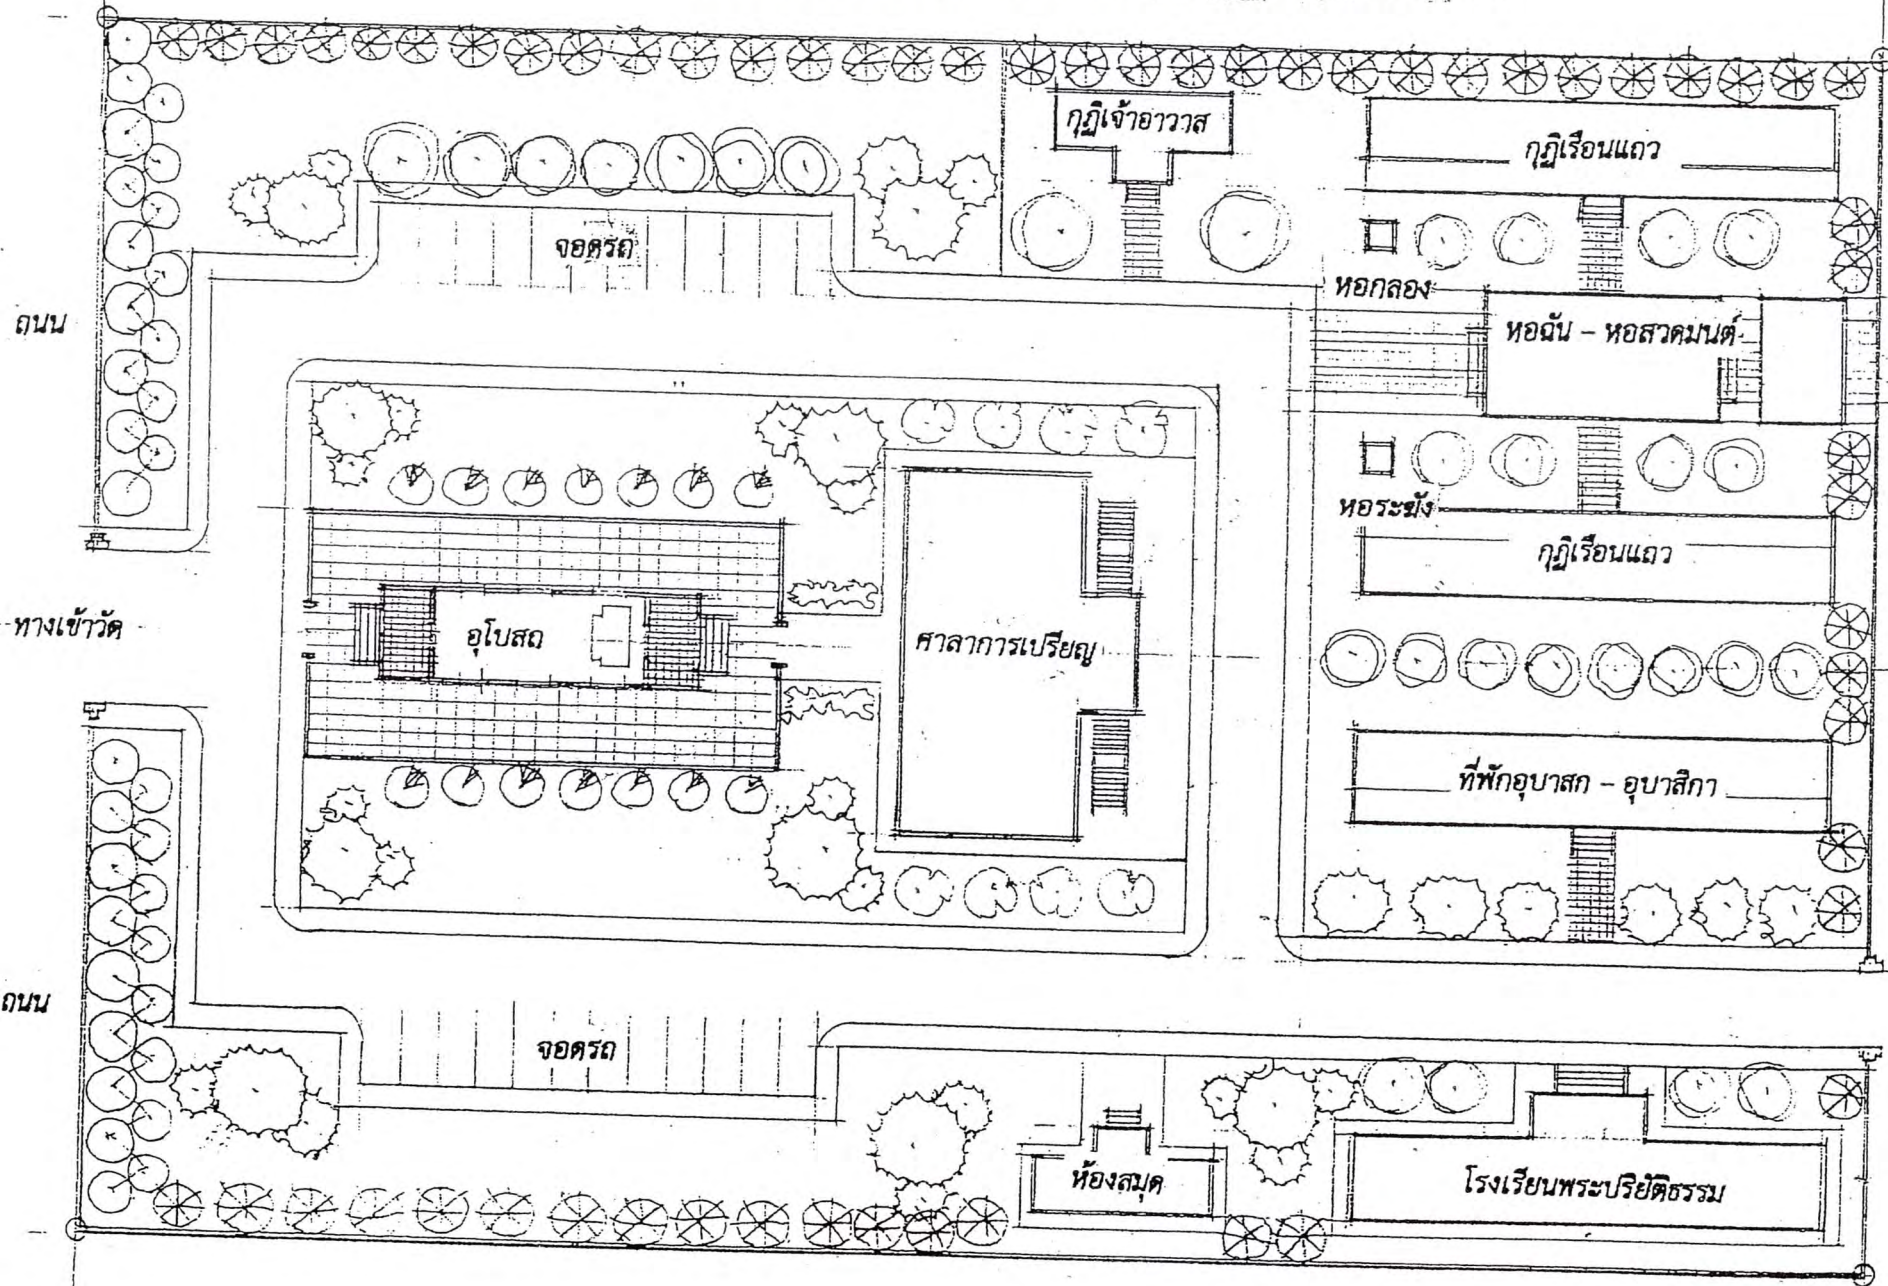 กุฏิเจ้าอาวาส
กุฏิเรือนแถว
จอดรถ
หอกลอง
ถนน
หอฉัน - หอสวดมนต์
หอระฆัง
กุฏิเรือนแถว
ทางเข้าวัด
อุโบสถ
ศาลาการเปรียญ
ที่พักอุบาสก - อุบาสิกา
ถนน
จอดรถ
ห้องสมุด
โรงเรียนพระปริยัติธรรม